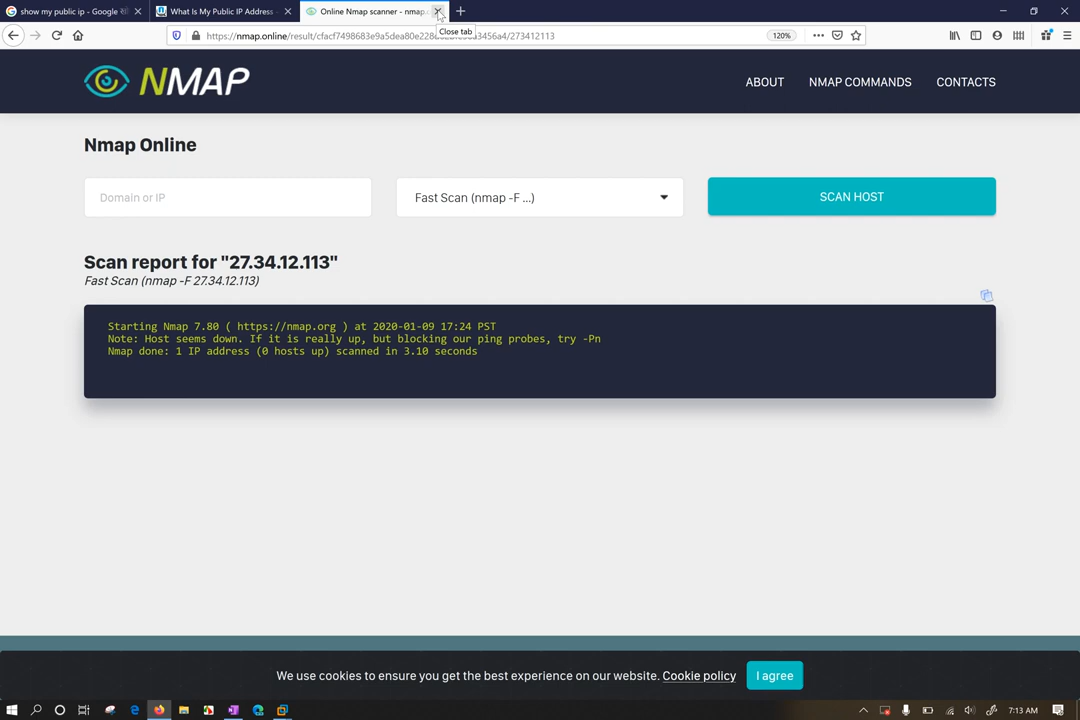 show my public ip - Google
What Is My Public IP Address -
Online Nmap scanner - nmap.
Close tab
120%
NMAP
ABOUT
NMAP COMMANDS
CONTACTS
Nmap Online
Domain or IP
Fast Scan (nmap -F ...)
SCAN HOST
Scan report for "27.34.12.113"
Fast Scan (nmap -F 27.34.12.113)
Starting Nmap 7.80 ( https://nmap.org ) at 2020-01-09 17:24 PST
Note: Host seems down. If it is really up, but blocking our ping probes, try -Pn
Nmap done: 1 IP address (0 hosts up) scanned in 3.10 seconds
We use cookies to ensure you get the best experience on our website. Cookie policy
I agree
7:13 AM